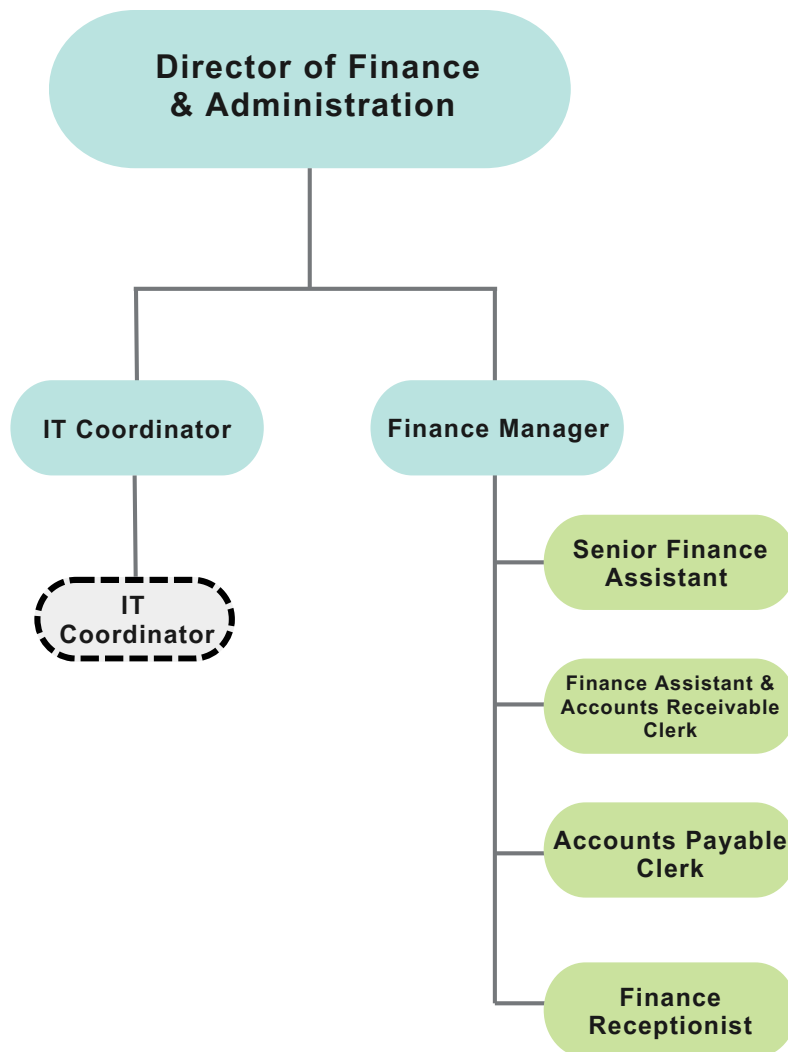 Director of Finance
& Administration
IT Coordinator
Finance Manager
Senior Finance
Assistant
IT
Coordinator
Finance Assistant &
Accounts Receivable
Clerk
Accounts Payable
Clerk
Finance
Receptionist